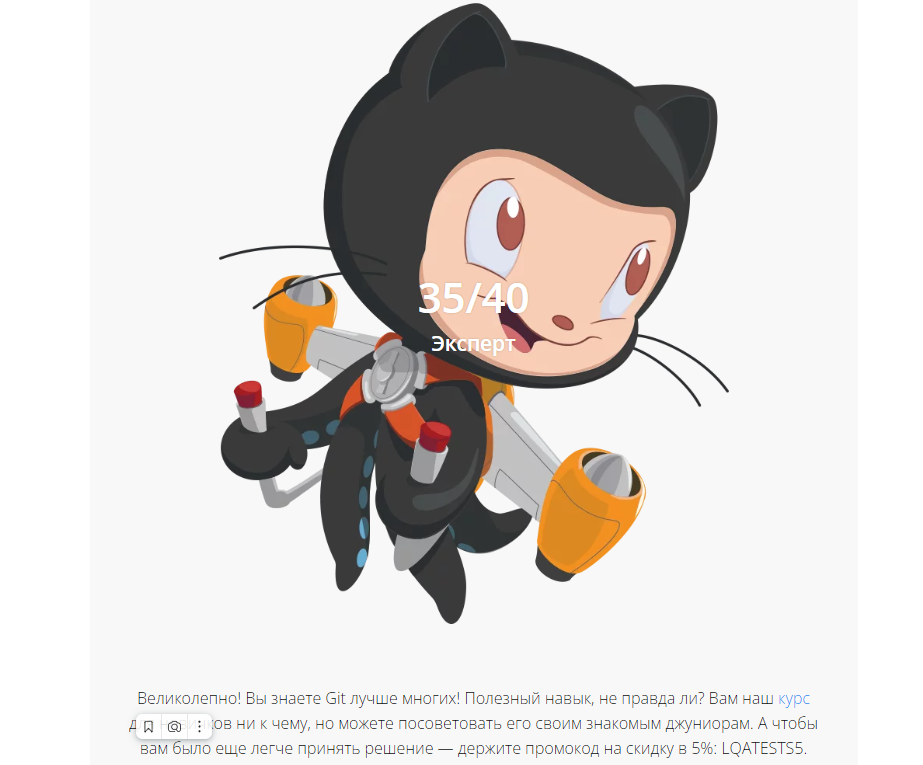 35/40
Эксперт
Великолепно! Вы знаете Git лучше многих! Полезный навык, не правда ли? Вам наш курс
ни к чему, но можете посоветовать его своим знакомым джуниорам. А чтобы
вам было еще легче принять решение — держите промокод на скидку в 5%: LQATESTS5.